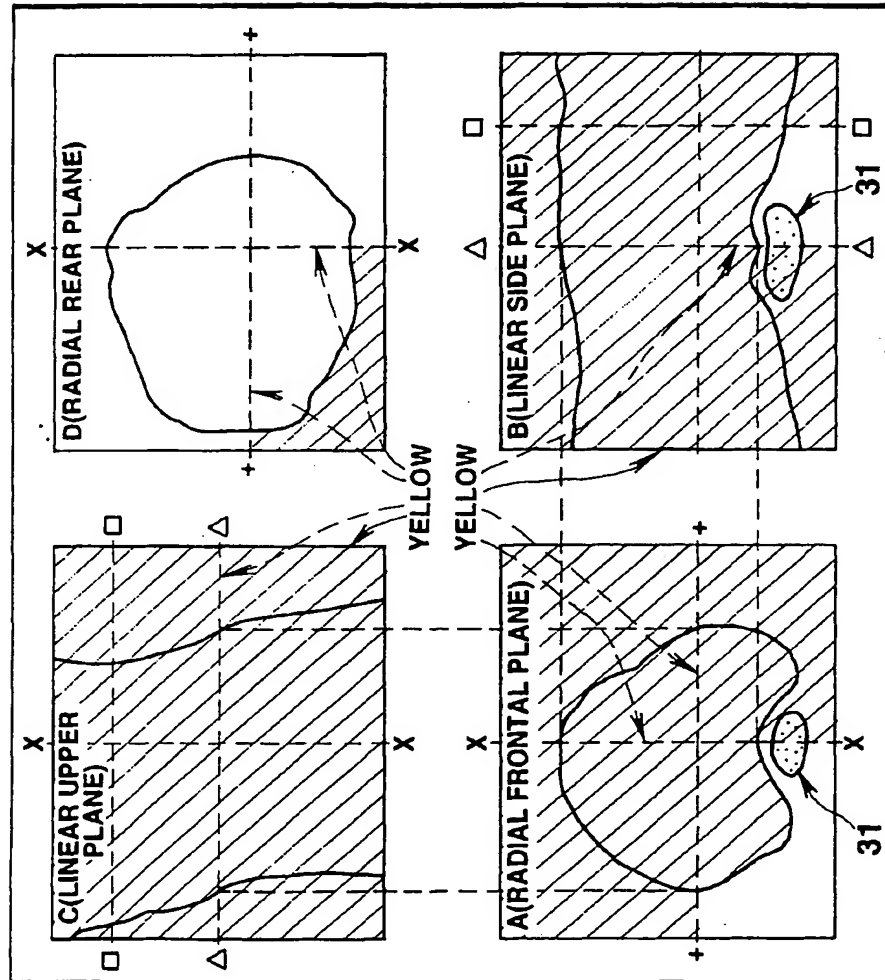 C(LINEAR UPPER
PLANE)
X
X
□
□
△
△
D(RADIAL REAR PLANE)
X
X
+
+
YELLOW
YELLOW
A(RADIAL FRONTAL PLANE)
X
X
+
+
31
B(LINEAR SIDE PLANE)
△
△
□
□
31